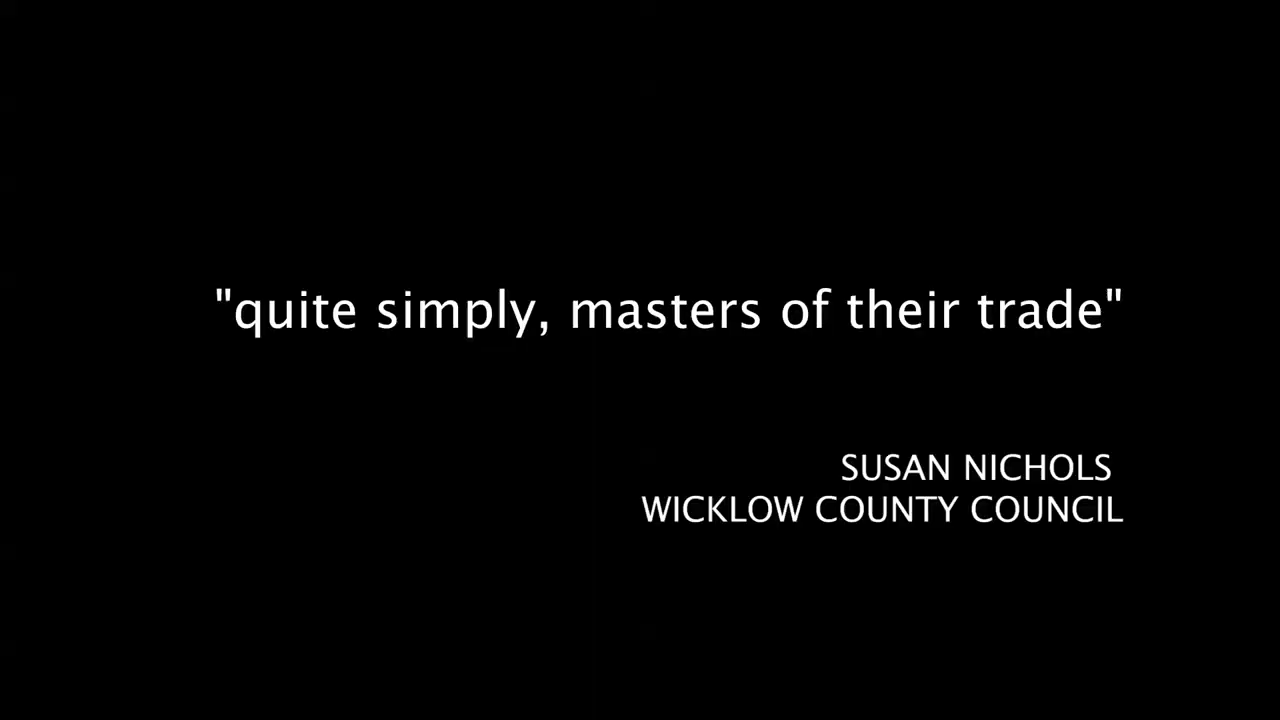 "quite simply, masters of their trade"
SUSAN NICHOLS
WICKLOW COUNTY COUNCIL